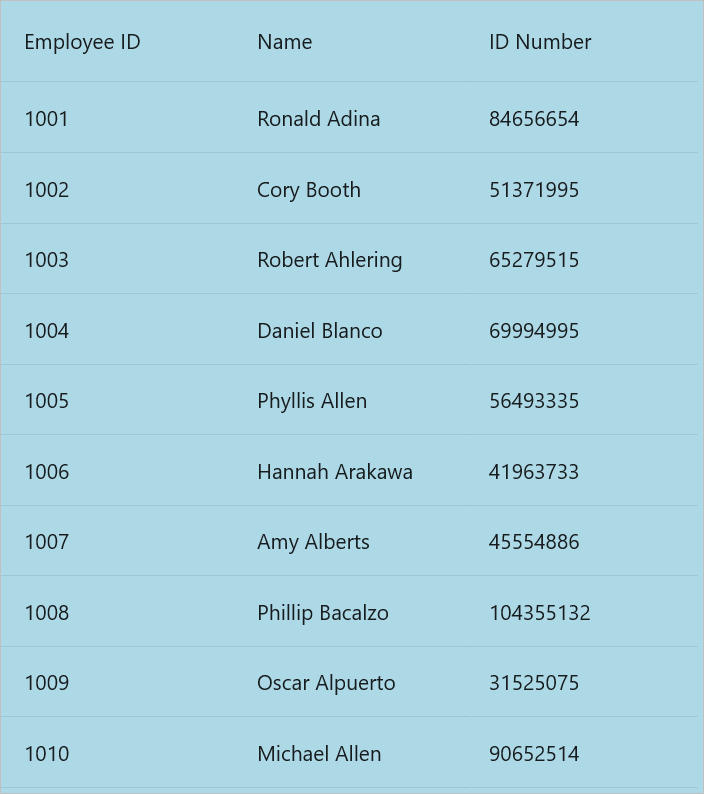 Employee ID Name ID Number
1001 Ronald Adina 84656654
1002 Cory Booth 51371995
1003 Robert Ahlering 65279515
1004 Daniel Blanco 69994995
1005 Phyllis Allen 56493335
1006 Hannah Arakawa 41963733
1007 Amy Alberts 45554886
1008 Phillip Bacalzo 104355132
1009 Oscar Alpuerto 31525075
1010 Michael Allen 90652514